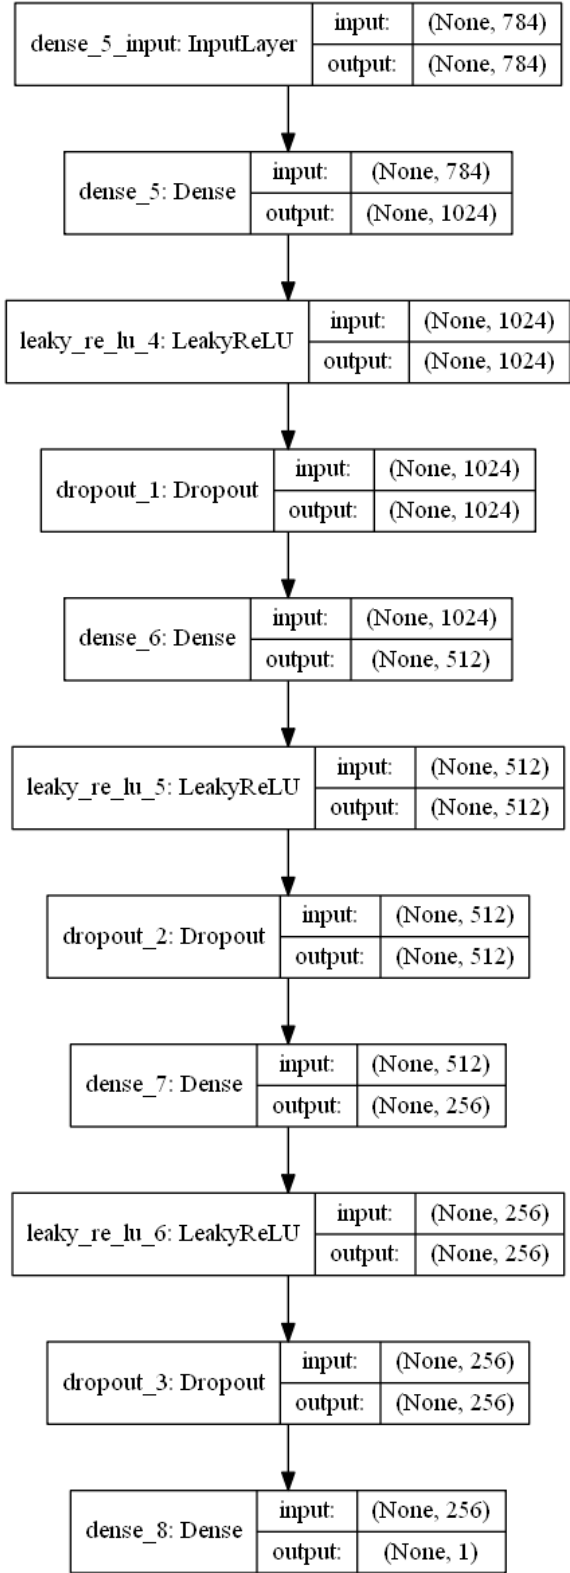 dense_5_input: InputLayer
input: (None, 784)
output: (None, 784)
dense_5: Dense
input: (None, 784)
output: (None, 1024)
leaky_re_lu_4: LeakyReLU
input: (None, 1024)
output: (None, 1024)
dropout_1: Dropout
input: (None, 1024)
output: (None, 1024)
dense_6: Dense
input: (None, 1024)
output: (None, 512)
leaky_re_lu_5: LeakyReLU
input: (None, 512)
output: (None, 512)
dropout_2: Dropout
input: (None, 512)
output: (None, 512)
dense_7: Dense
input: (None, 512)
output: (None, 256)
leaky_re_lu_6: LeakyReLU
input: (None, 256)
output: (None, 256)
dropout_3: Dropout
input: (None, 256)
output: (None, 256)
dense_8: Dense
input: (None, 256)
output: (None, 1)